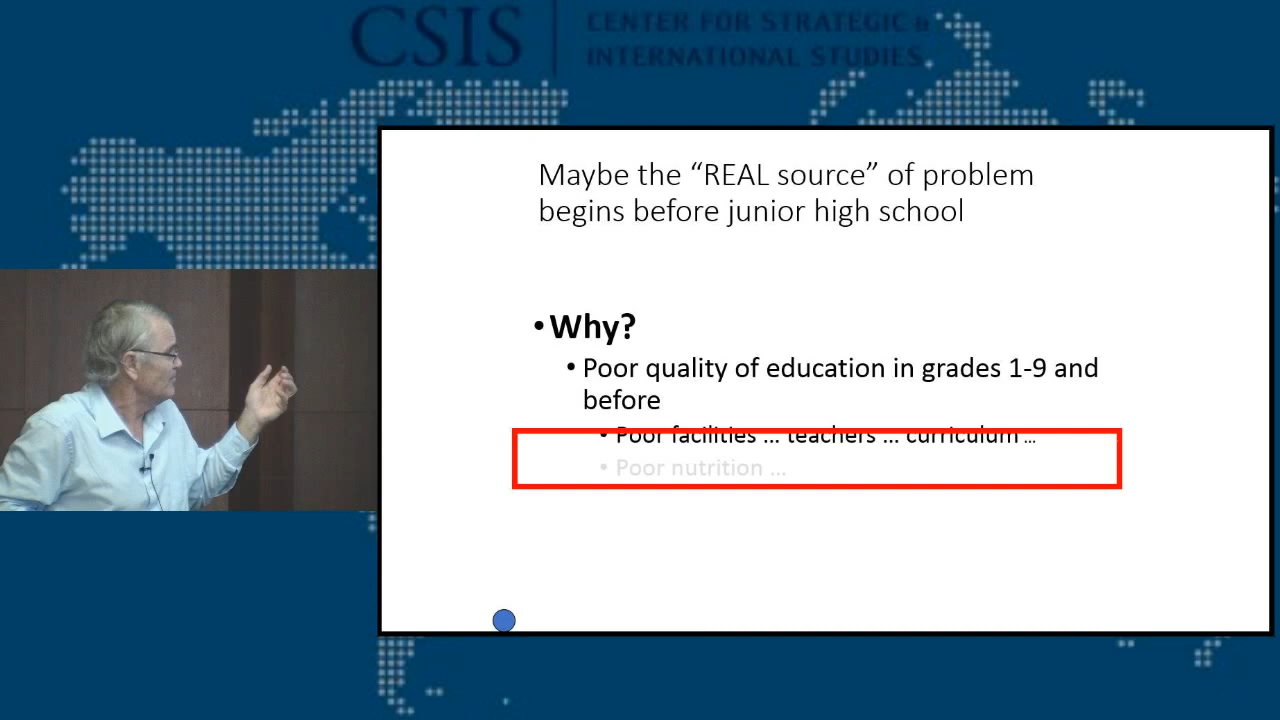 CSIS
CENTER FOR STRATEGIC &
INTERNATIONAL STUDIES
Maybe the “REAL source” of problem
begins before junior high school
• Why?
• Poor quality of education in grades 1-9 and
before
• Poor facilities ... teachers ... curriculum ...
• Poor nutrition ...